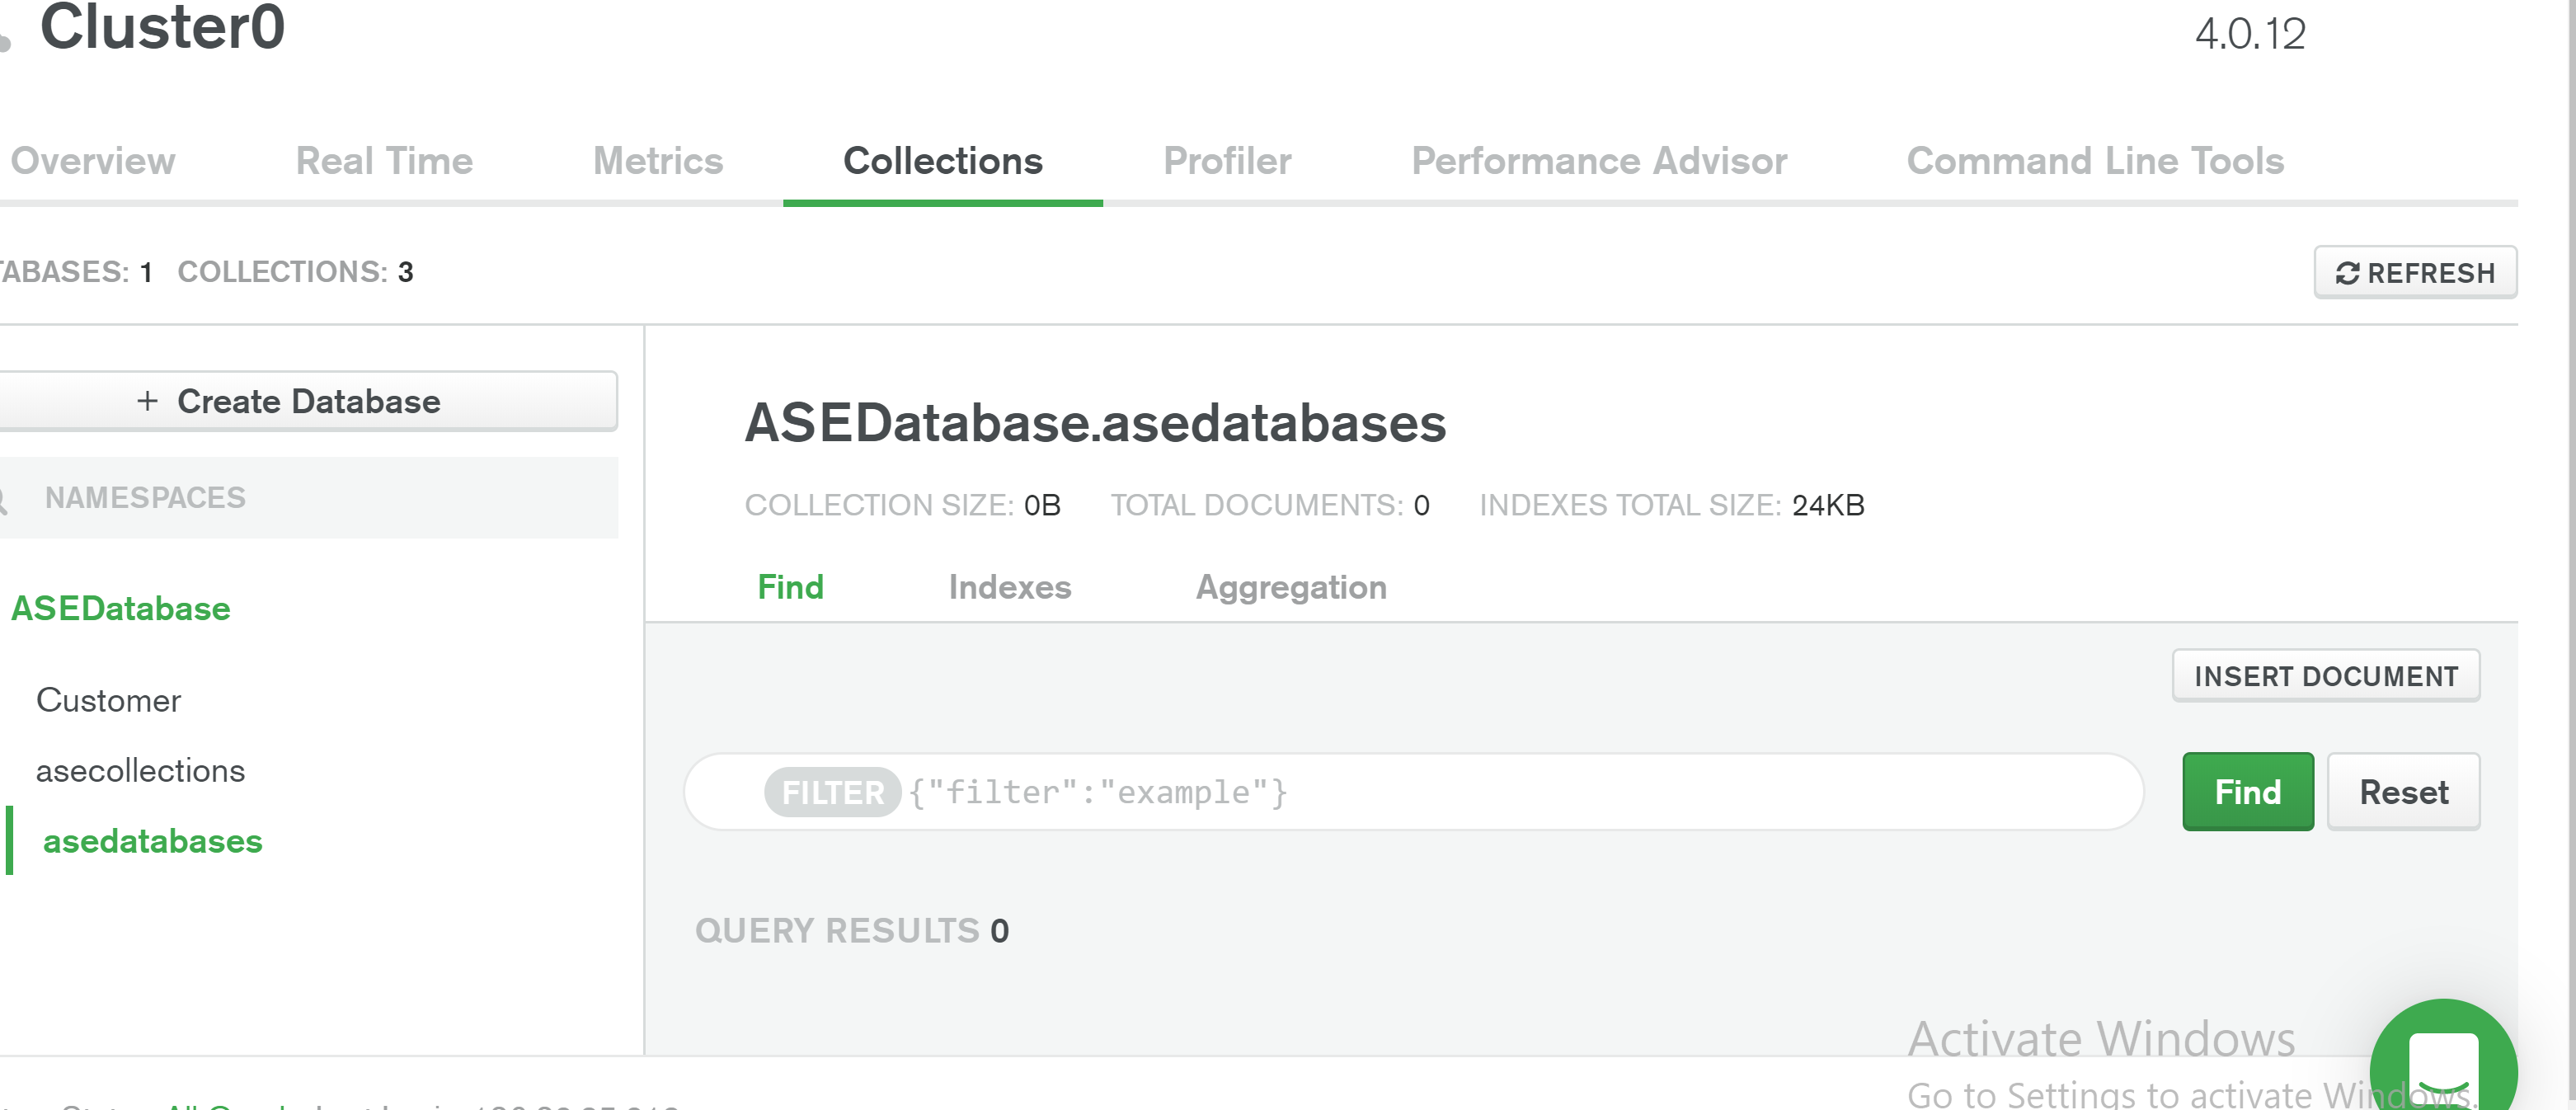 Cluster0
4.0.12
Overview Real Time Metrics Collections Profiler Performance Advisor Command Line Tools
TABASES: 1 COLLECTIONS: 3
REFRESH
+ Create Database
NAMESPACES
ASEDatabase
Customer
asecollections
asedatabases
ASEDatabase.asedatabases
COLLECTION SIZE: 0B TOTAL DOCUMENTS: 0 INDEXES TOTAL SIZE: 24KB
Find Indexes Aggregation
INSERT DOCUMENT
FILTER {"filter":"example"}
Find Reset
QUERY RESULTS 0
Activate Windows
Go to Settings to activate Windows.